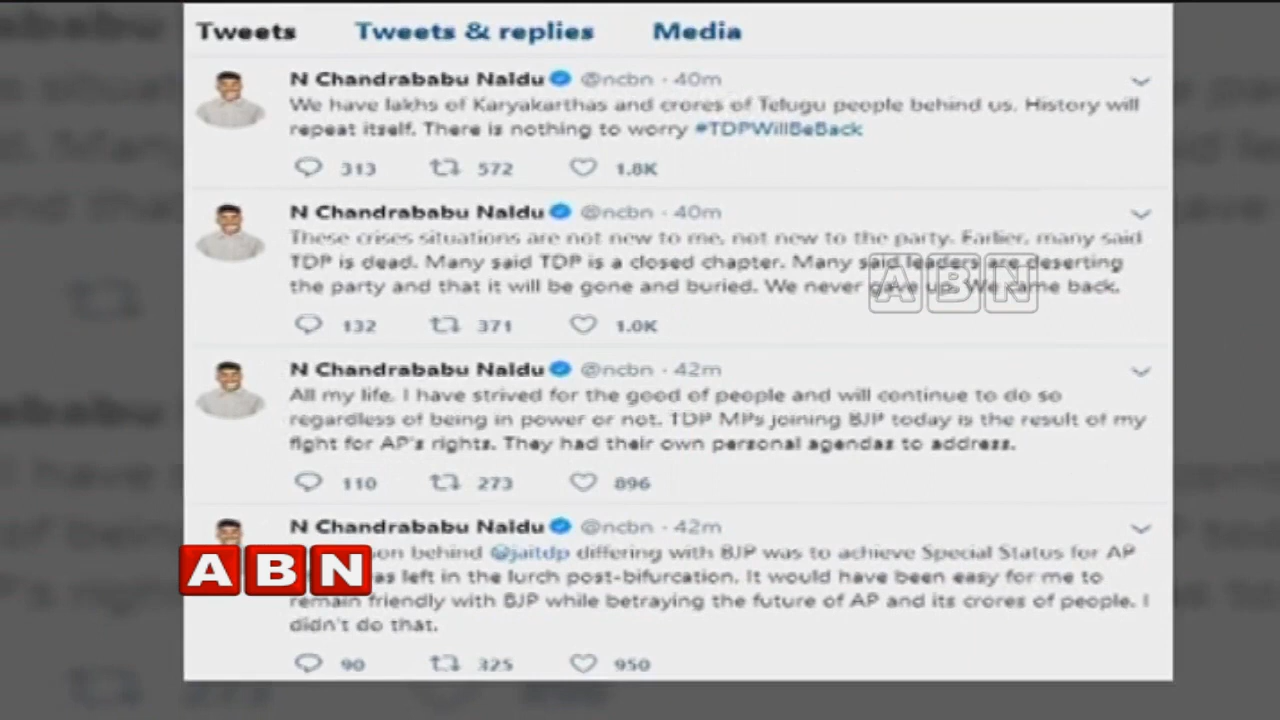 Tweets Tweets & replies Media
N Chandrababu Naidu @ncbn · 40m
We have lakhs of Karyakarthas and crores of Telugu people behind us. History will
repeat itself. There is nothing to worry #TDPWillBeBack
313 572 1.8K
N Chandrababu Naidu @ncbn · 40m
These crises situations are not new to me, not new to the party. Earlier, many said
TDP is dead. Many said TDP is a closed chapter. Many said leaders are deserting
the party and that it will be gone and buried. We never gave up. We came back.
ABN
132 371 1.0K
N Chandrababu Naidu @ncbn · 42m
All my life, I have strived for the good of people and will continue to do so
regardless of being in power or not. TDP MPs joining BJP today is the result of my
fight for AP's rights. They had their own personal agendas to address.
110 273 896
N Chandrababu Naidu @ncbn · 42m
behind @jaitdp differing with BJP was to achieve Special Status for AP
left in the lurch post-bifurcation. It would have been easy for me to
ABN
remain friendly with BJP while betraying the future of AP and its crores of people. I
didn't do that.
90 325 950